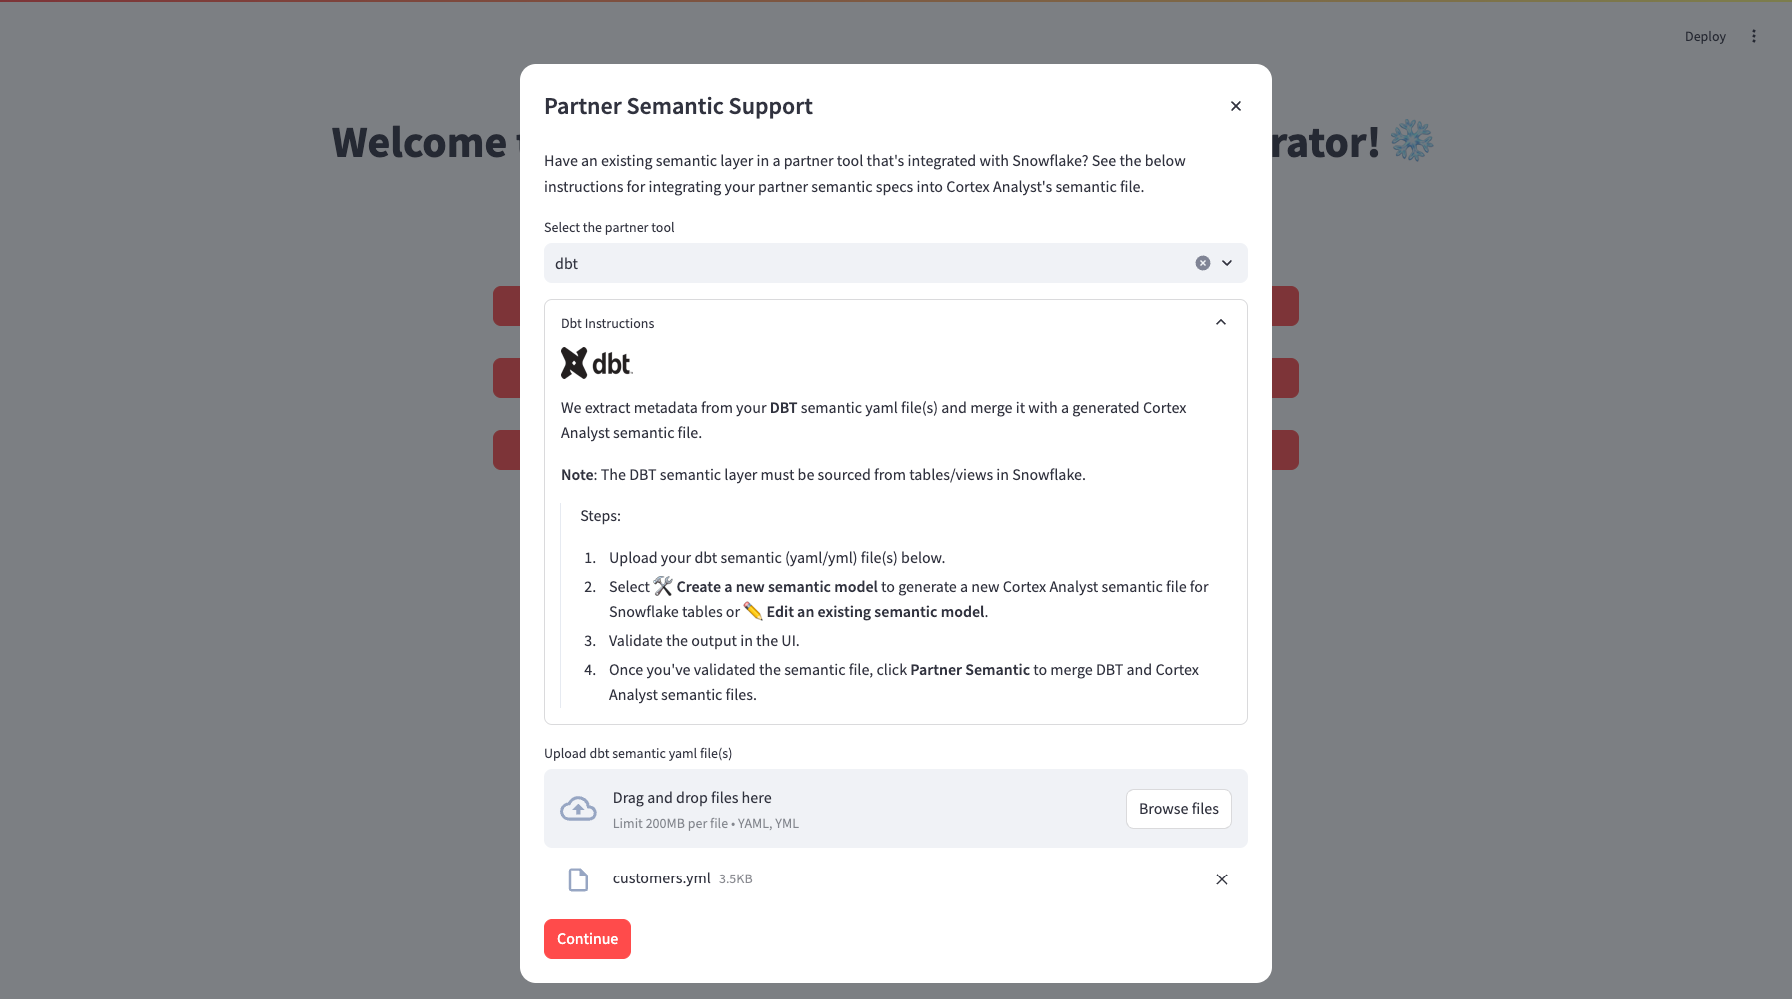 Deploy
Welcome
rator!
Partner Semantic Support
Have an existing semantic layer in a partner tool that's integrated with Snowflake? See the below
instructions for integrating your partner semantic specs into Cortex Analyst's semantic file.
Select the partner tool
dbt
Dbt Instructions
dbt
We extract metadata from your DBT semantic yaml file(s) and merge it with a generated Cortex
Analyst semantic file.
Note: The DBT semantic layer must be sourced from tables/views in Snowflake.
Steps:
1. Upload your dbt semantic (yaml/yml) file(s) below.
2. Select 🛠️ Create a new semantic model to generate a new Cortex Analyst semantic file for
Snowflake tables or ✏️ Edit an existing semantic model.
3. Validate the output in the UI.
4. Once you've validated the semantic file, click Partner Semantic to merge DBT and Cortex
Analyst semantic files.
Upload dbt semantic yaml file(s)
Drag and drop files here
Limit 200MB per file • YAML, YML
Browse files
customers.yml 3.5KB
Continue